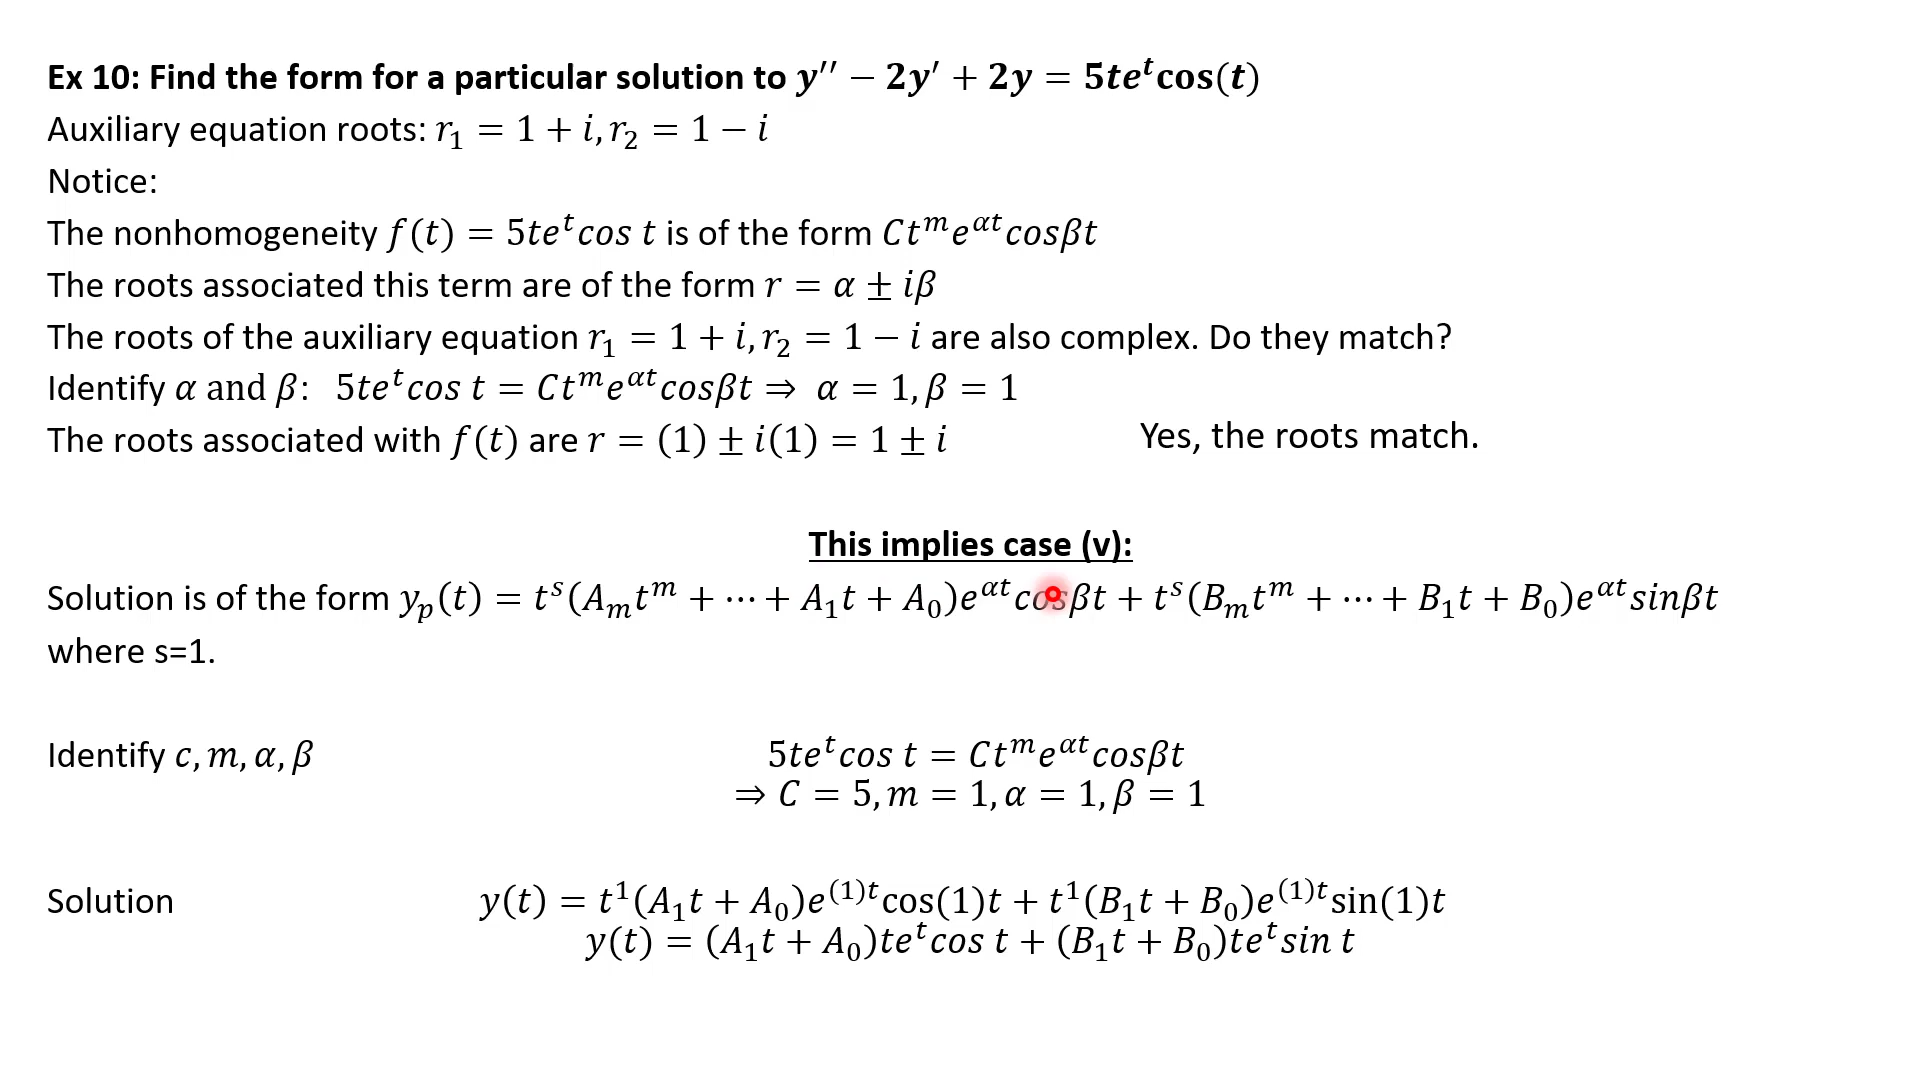 Ex 10: Find the form for a particular solution to y′′ − 2y′ + 2y = 5te^t cos(t)
Auxiliary equation roots: r₁ = 1 + i, r₂ = 1 − i
Notice:
The nonhomogeneity f(t) = 5te^t cos t is of the form Ct^m e^{αt} cosβt
The roots associated this term are of the form r = α ± iβ
The roots of the auxiliary equation r₁ = 1 + i, r₂ = 1 − i are also complex. Do they match?
Identify α and β: 5te^t cos t = Ct^m e^{αt} cosβt ⇒ α = 1, β = 1
The roots associated with f(t) are r = (1) ± i(1) = 1 ± i Yes, the roots match.
This implies case (v):
Solution is of the form y_p(t) = t^s(A_m t^m + ⋯ + A₁t + A₀)e^{αt} cosβt + t^s(B_m t^m + ⋯ + B₁t + B₀)e^{αt} sinβt
where s=1.
Identify c, m, α, β 5te^t cos t = Ct^m e^{αt} cosβt
⇒ C = 5, m = 1, α = 1, β = 1
Solution y(t) = t¹(A₁t + A₀)e^{(1)t} cos(1)t + t¹(B₁t + B₀)e^{(1)t} sin(1)t
y(t) = (A₁t + A₀)te^t cos t + (B₁t + B₀)te^t sin t